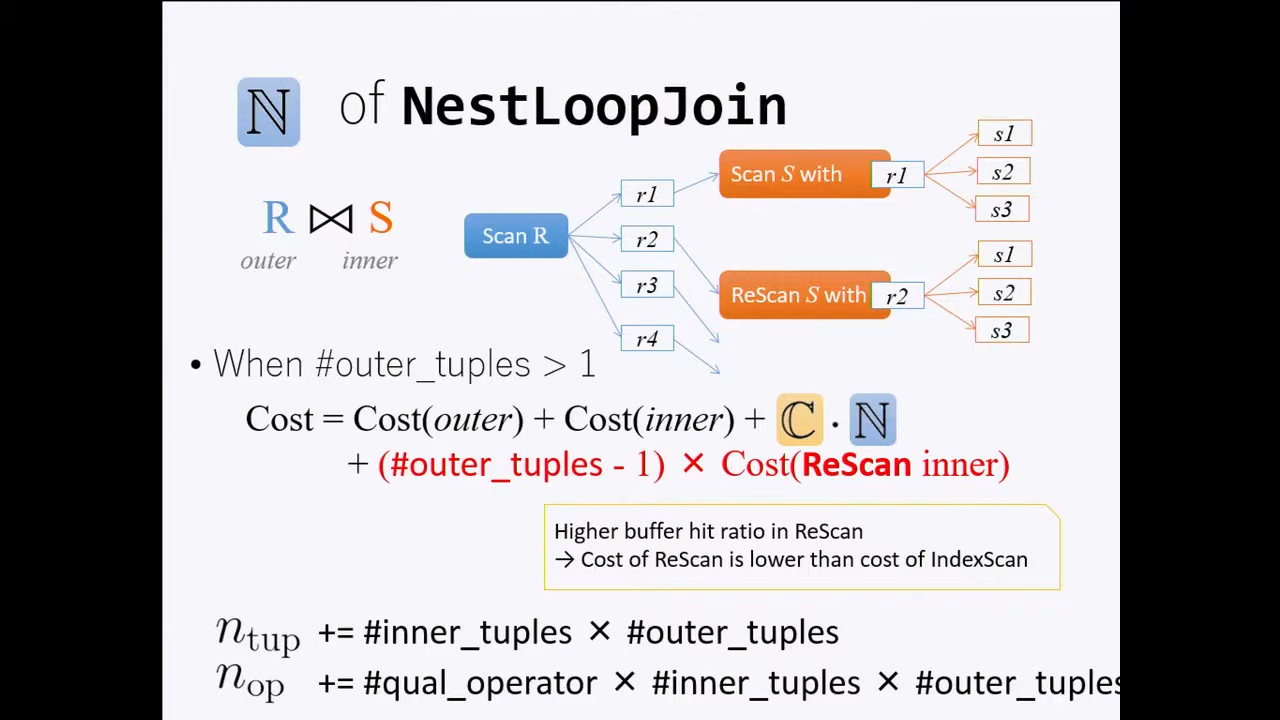 ℕ of NestLoopJoin
R ⋈ S
outer inner
Scan R
r1
r2
r3
r4
Scan S with r1
s1
s2
s3
ReScan S with r2
s1
s2
s3
• When #outer_tuples > 1
Cost = Cost(outer) + Cost(inner) + ℂ · ℕ
+ (#outer_tuples - 1) × Cost(ReScan inner)
Higher buffer hit ratio in ReScan
→ Cost of ReScan is lower than cost of IndexScan
n_tup += #inner_tuples × #outer_tuples
n_op += #qual_operator × #inner_tuples × #outer_tuples